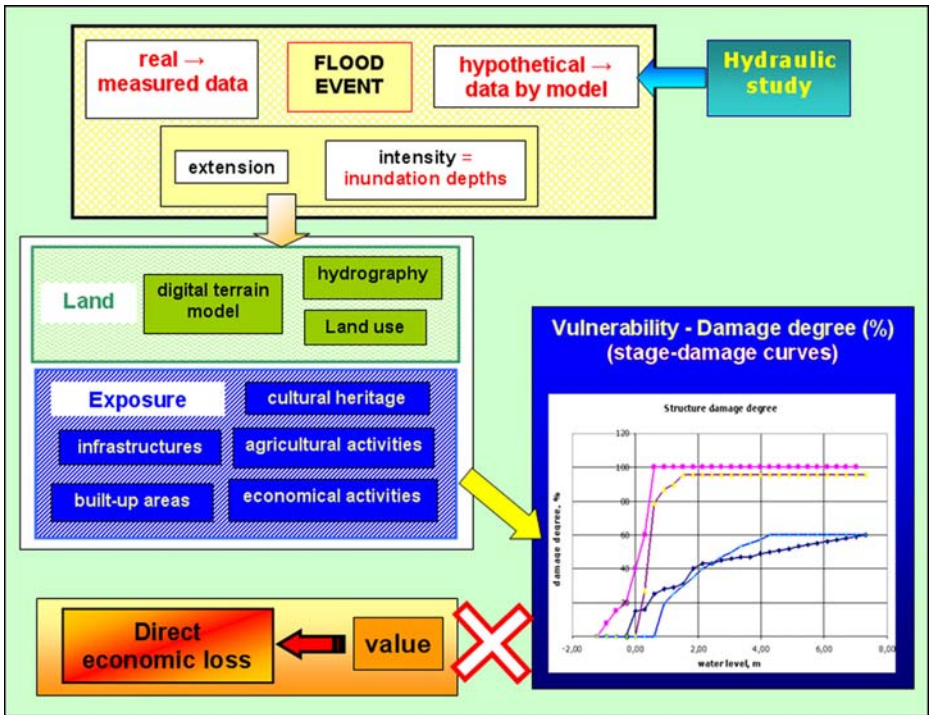 real →
measured data
FLOOD
EVENT
hypothetical →
data by model
Hydraulic
study
extension
intensity =
inundation depths
Land
digital terrain
model
hydrography
Land use
Exposure
cultural heritage
infrastructures
agricultural activities
built-up areas
economical activities
Vulnerability - Damage degree (%)
(stage-damage curves)
Structure damage degree
damage degree, %
120
100
00
60
40
20
0
-2,00
0,00
2,00
4,00
6,00
8,00
water level, m
Direct
economic loss
value